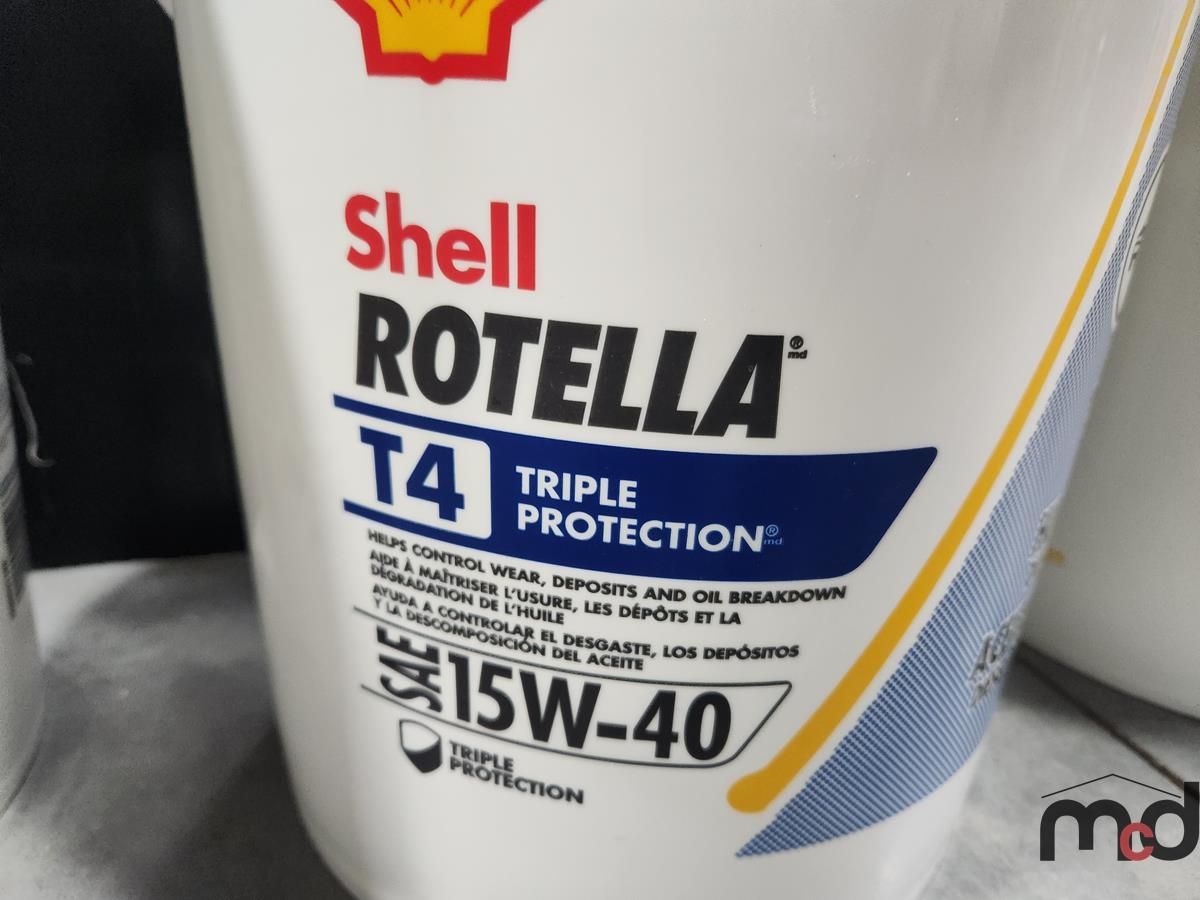 Shell
ROTELLA®
md
T4
TRIPLE
PROTECTION®
md
HELPS CONTROL WEAR, DEPOSITS AND OIL BREAKDOWN
AIDE À MAÎTRISER L'USURE, LES DÉPÔTS ET LA
DÉGRADATION DE L'HUILE
AYUDA A CONTROLAR EL DESGASTE, LOS DEPÓSITOS
Y LA DESCOMPOSICIÓN DEL ACEITE
SAE 15W-40
TRIPLE
PROTECTION
mcd